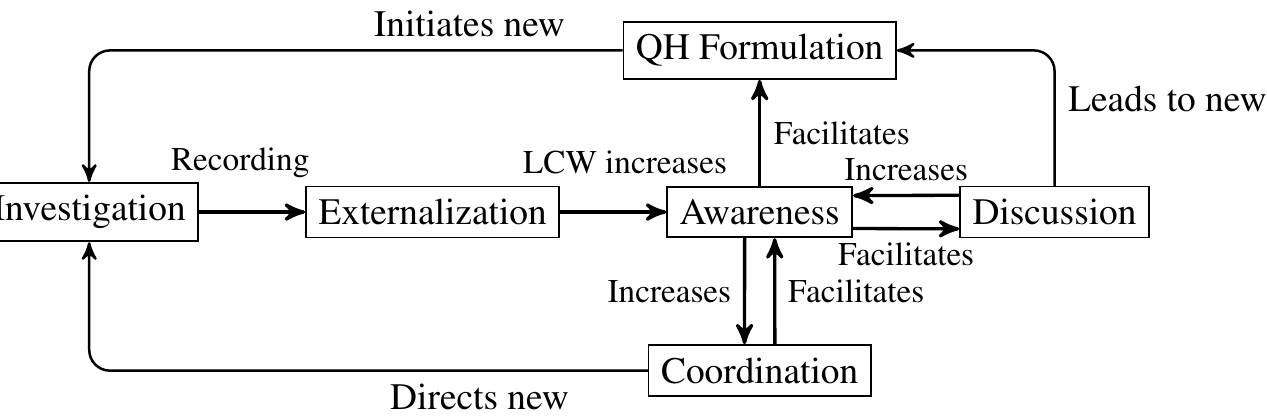 Initiates new
QH Formulation
Leads to new
Facilitates
Recording
LCW increases
Increases
Investigation
Externalization
Awareness
Discussion
Facilitates
Increases
Facilitates
Coordination
Directs new